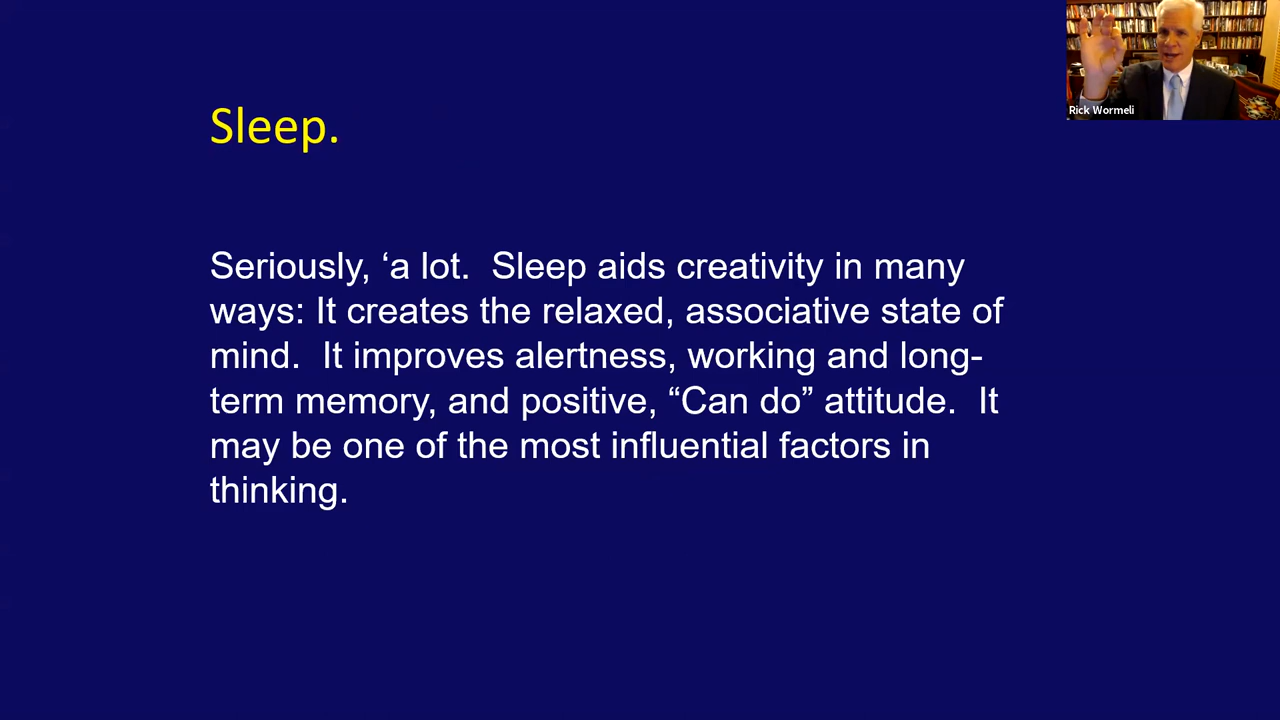 Sleep.
Rick Wormeli
Seriously, ‘a lot.  Sleep aids creativity in many
ways: It creates the relaxed, associative state of
mind.  It improves alertness, working and long-
term memory, and positive, “Can do” attitude.  It
may be one of the most influential factors in
thinking.